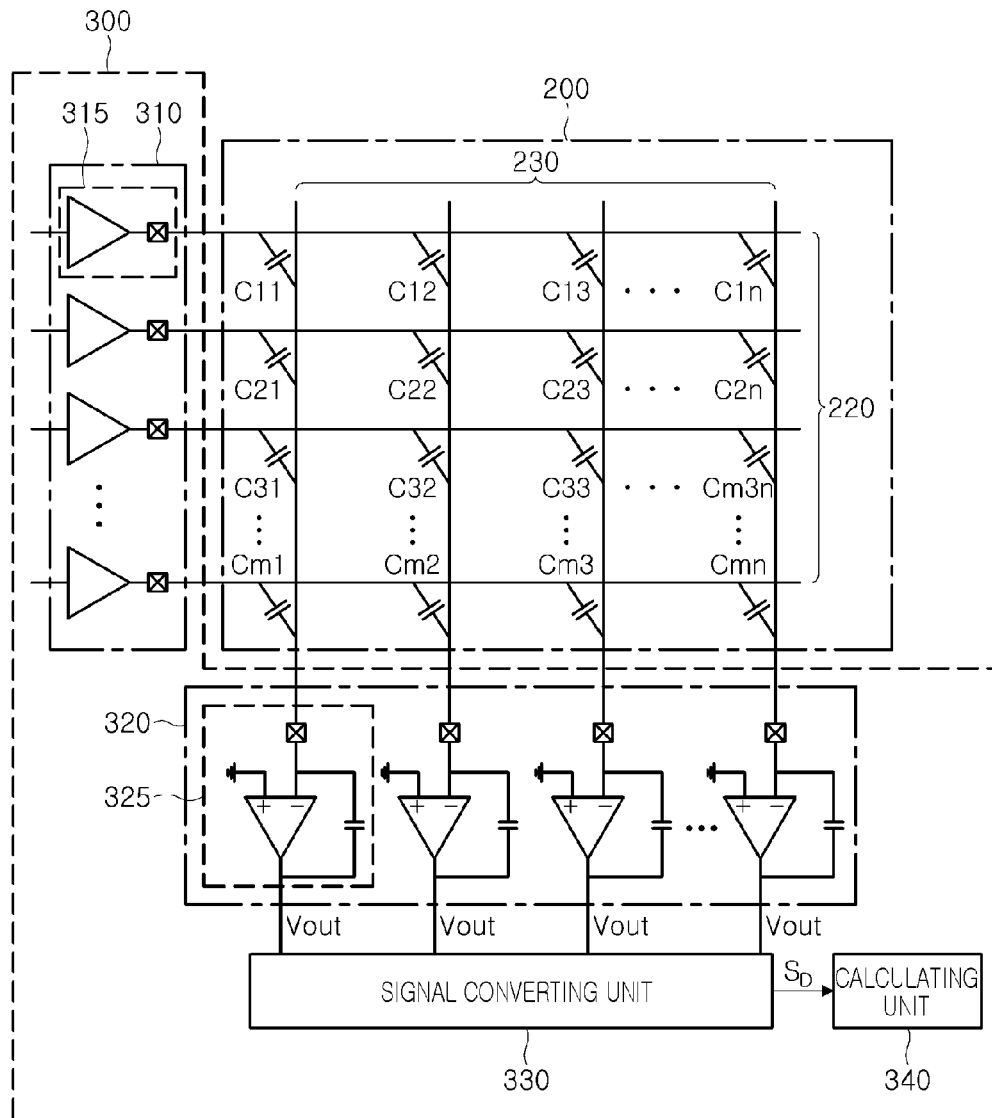 300
315 310
200
230
C11 C12 C13 · · · C1n
C21 C22 C23 · · · C2n
220
C31 C32 C33 · · · Cm3n
Cm1 Cm2 Cm3 Cmn
320
325
+ − + − + − + −
Vout Vout Vout Vout
SIGNAL CONVERTING UNIT
S_D
CALCULATING
UNIT
330 340